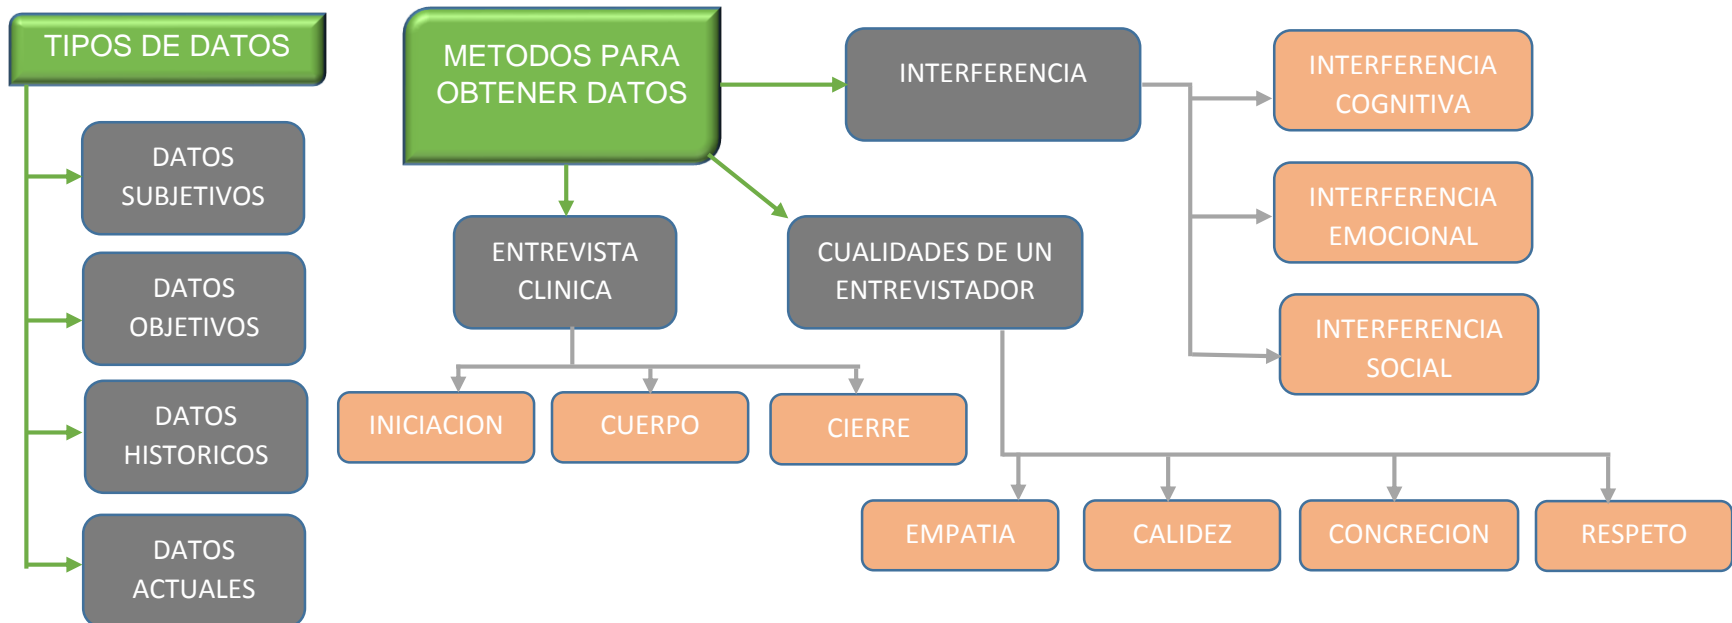 TIPOS DE DATOS
DATOS
SUBJETIVOS
DATOS
OBJETIVOS
DATOS
HISTORICOS
DATOS
ACTUALES
METODOS PARA
OBTENER DATOS
INTERFERENCIA
INTERFERENCIA
COGNITIVA
INTERFERENCIA
EMOCIONAL
INTERFERENCIA
SOCIAL
ENTREVISTA
CLINICA
CUALIDADES DE UN
ENTREVISTADOR
INICIACION
CUERPO
CIERRE
EMPATIA
CALIDEZ
CONCRECION
RESPETO